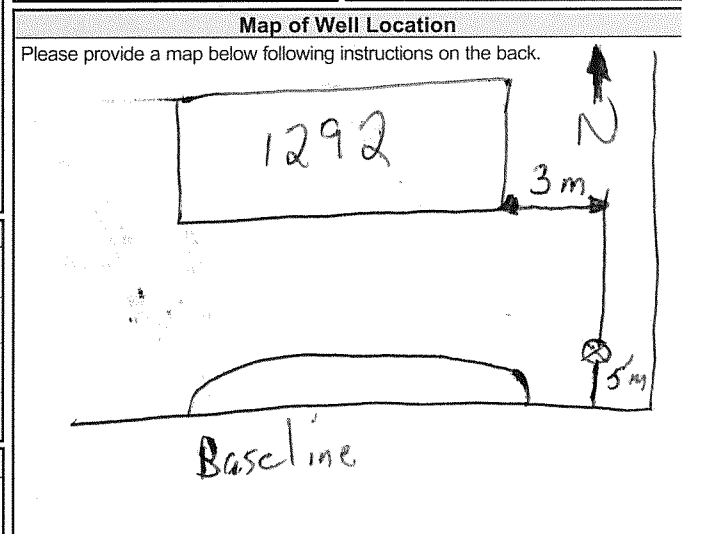 Map of Well Location
Please provide a map below following instructions on the back.
1292
N
3 m
5 m
Baseline